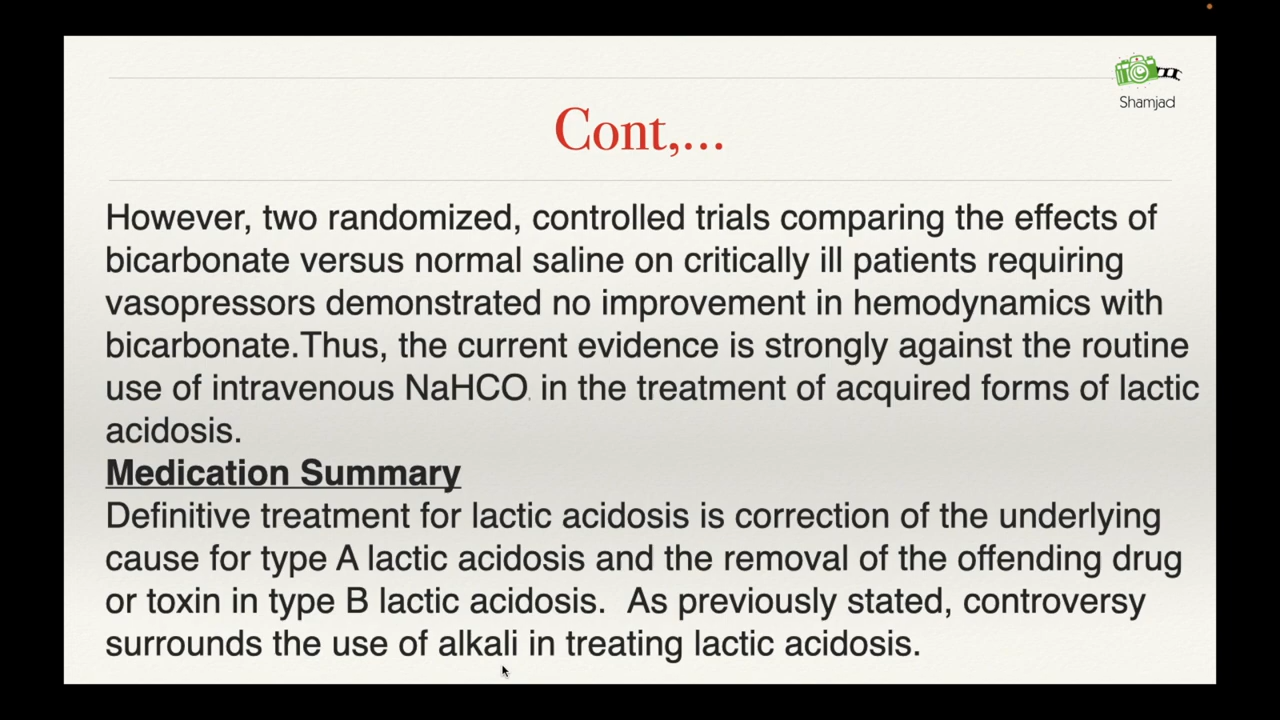 Shamjad
Cont,...
However, two randomized, controlled trials comparing the effects of
bicarbonate versus normal saline on critically ill patients requiring
vasopressors demonstrated no improvement in hemodynamics with
bicarbonate.Thus, the current evidence is strongly against the routine
use of intravenous NaHCO in the treatment of acquired forms of lactic
acidosis.
Medication Summary
Definitive treatment for lactic acidosis is correction of the underlying
cause for type A lactic acidosis and the removal of the offending drug
or toxin in type B lactic acidosis.  As previously stated, controversy
surrounds the use of alkali in treating lactic acidosis.